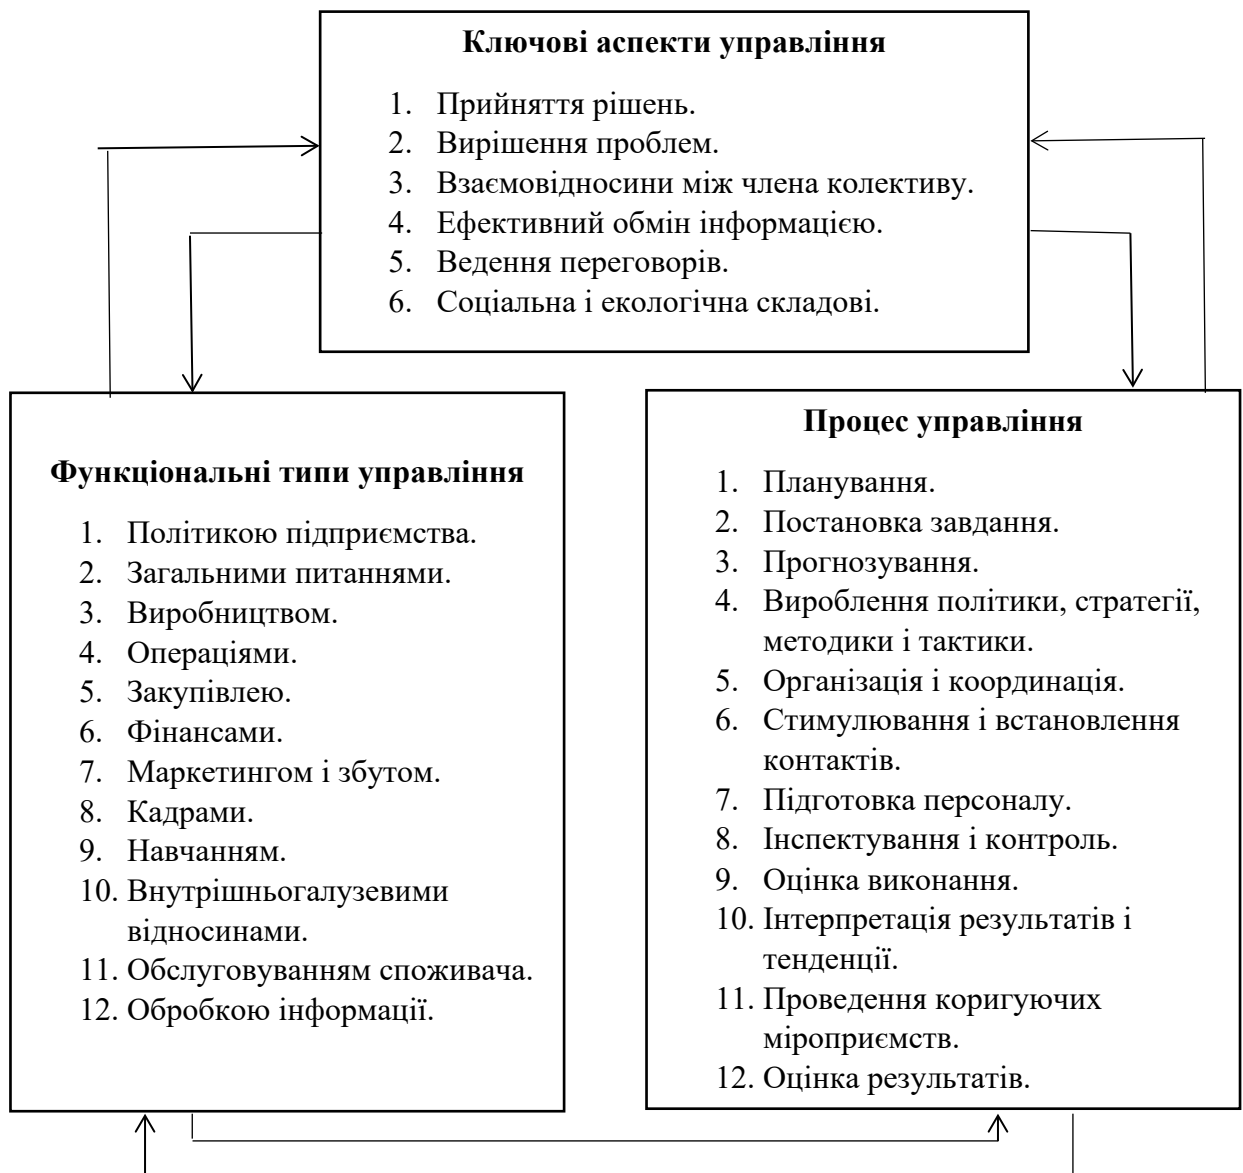 Ключові аспекти управління
1. Прийняття рішень.
2. Вирішення проблем.
3. Взаємовідносини між члена колективу.
4. Ефективний обмін інформацією.
5. Ведення переговорів.
6. Соціальна і екологічна складові.
Функціональні типи управління
1. Політикою підприємства.
2. Загальними питаннями.
3. Виробництвом.
4. Операціями.
5. Закупівлею.
6. Фінансами.
7. Маркетингом і збутом.
8. Кадрами.
9. Навчанням.
10. Внутрішньогалузевими
відносинами.
11. Обслуговуванням споживача.
12. Обробкою інформації.
Процес управління
1. Планування.
2. Постановка завдання.
3. Прогнозування.
4. Вироблення політики, стратегії,
методики і тактики.
5. Організація і координація.
6. Стимулювання і встановлення
контактів.
7. Підготовка персоналу.
8. Інспектування і контроль.
9. Оцінка виконання.
10. Інтерпретація результатів і
тенденції.
11. Проведення коригуючих
міроприємств.
12. Оцінка результатів.